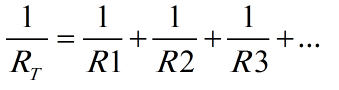 1/R_T = 1/R1 + 1/R2 + 1/R3 + ...